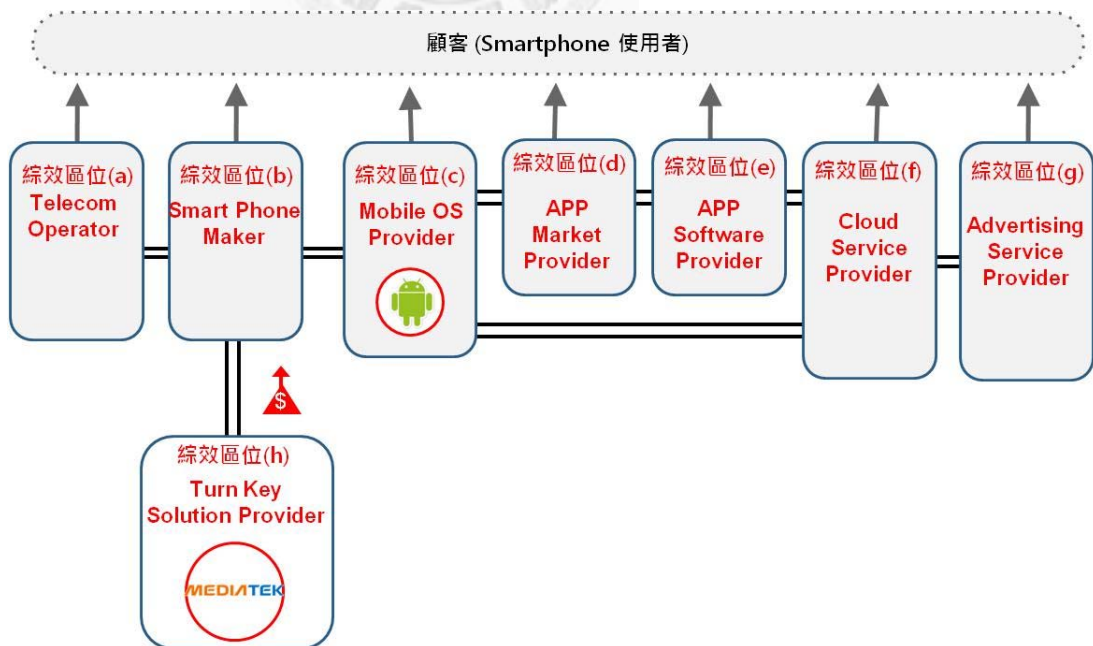 顧客 (Smartphone 使用者)
綜效區位(a)
Telecom
Operator
綜效區位(b)
Smart Phone
Maker
綜效區位(c)
Mobile OS
Provider
綜效區位(d)
APP
Market
Provider
綜效區位(e)
APP
Software
Provider
綜效區位(f)
Cloud
Service
Provider
綜效區位(g)
Advertising
Service
Provider
$
綜效區位(h)
Turn Key
Solution Provider
MEDIATEK